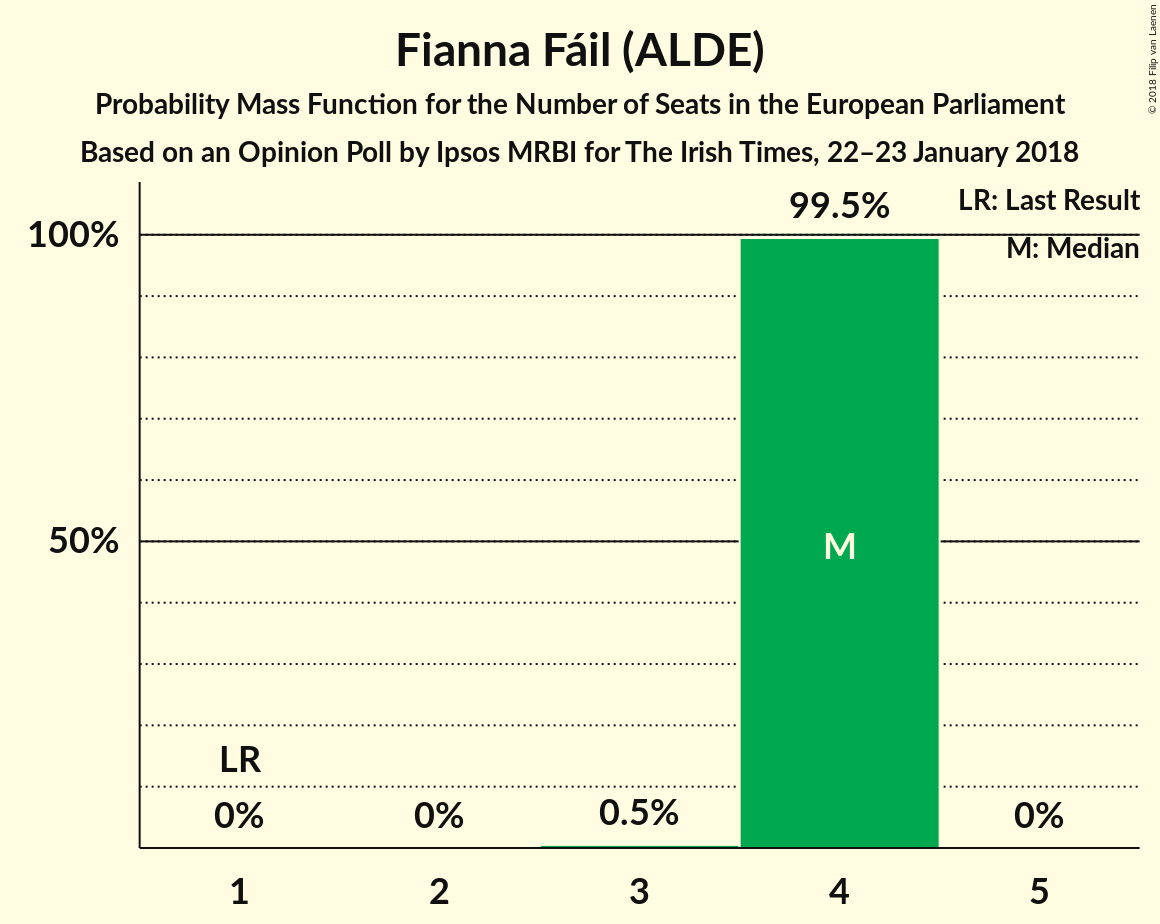 Fianna Fáil (ALDE)
Probability Mass Function for the Number of Seats in the European Parliament
Based on an Opinion Poll by Ipsos MRBI for The Irish Times, 22–23 January 2018
© 2018 Filip van Laenen
LR: Last Result
M: Median
99.5%
100%
50%
M
LR
0%
0%
0.5%
0%
1
2
3
4
5